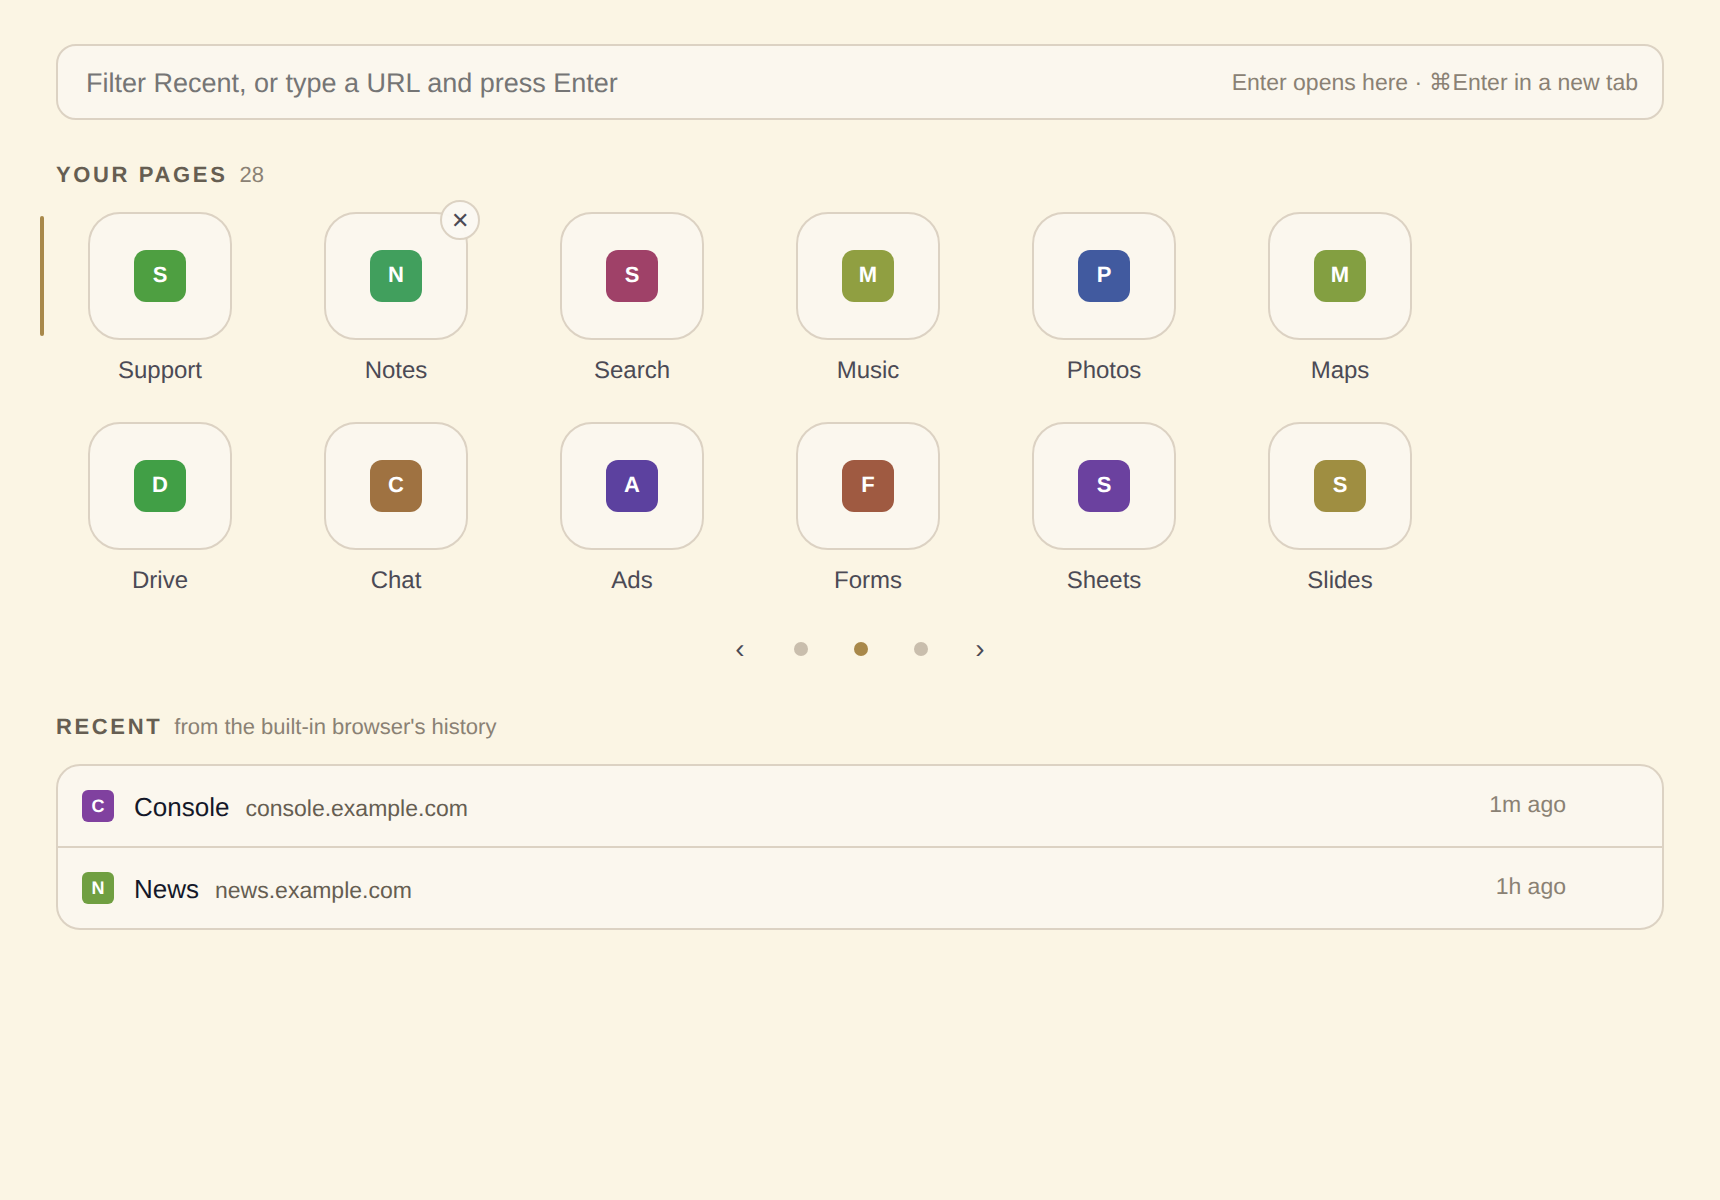 Filter Recent, or type a URL and press Enter
Enter opens here · ⌘Enter in a new tab
YOUR PAGES 28
✕
S N S M P M
Support Notes Search Music Photos Maps
D C A F S S
Drive Chat Ads Forms Sheets Slides
‹ ›
RECENT from the built-in browser's history
C Console console.example.com 1m ago
N News news.example.com 1h ago